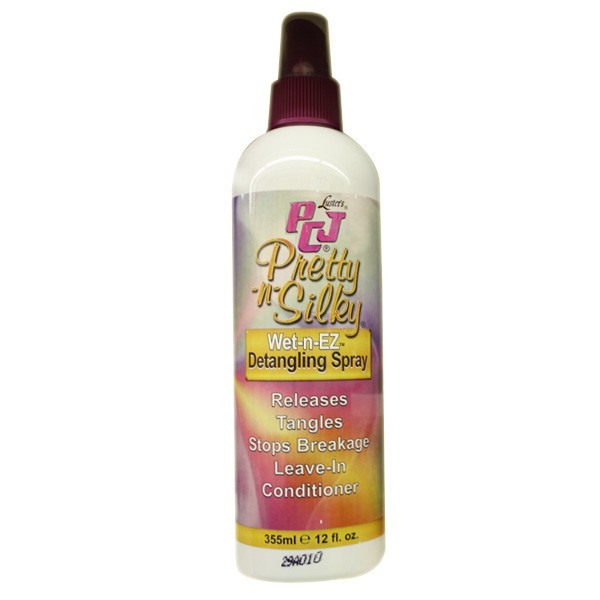 Luster's®
PCJ®
Pretty
-n-
Silky
Wet-n-EZ™
Detangling Spray
Releases
Tangles
Stops Breakage
Leave-In
Conditioner
355ml ℮ 12 fl. oz.
29A010